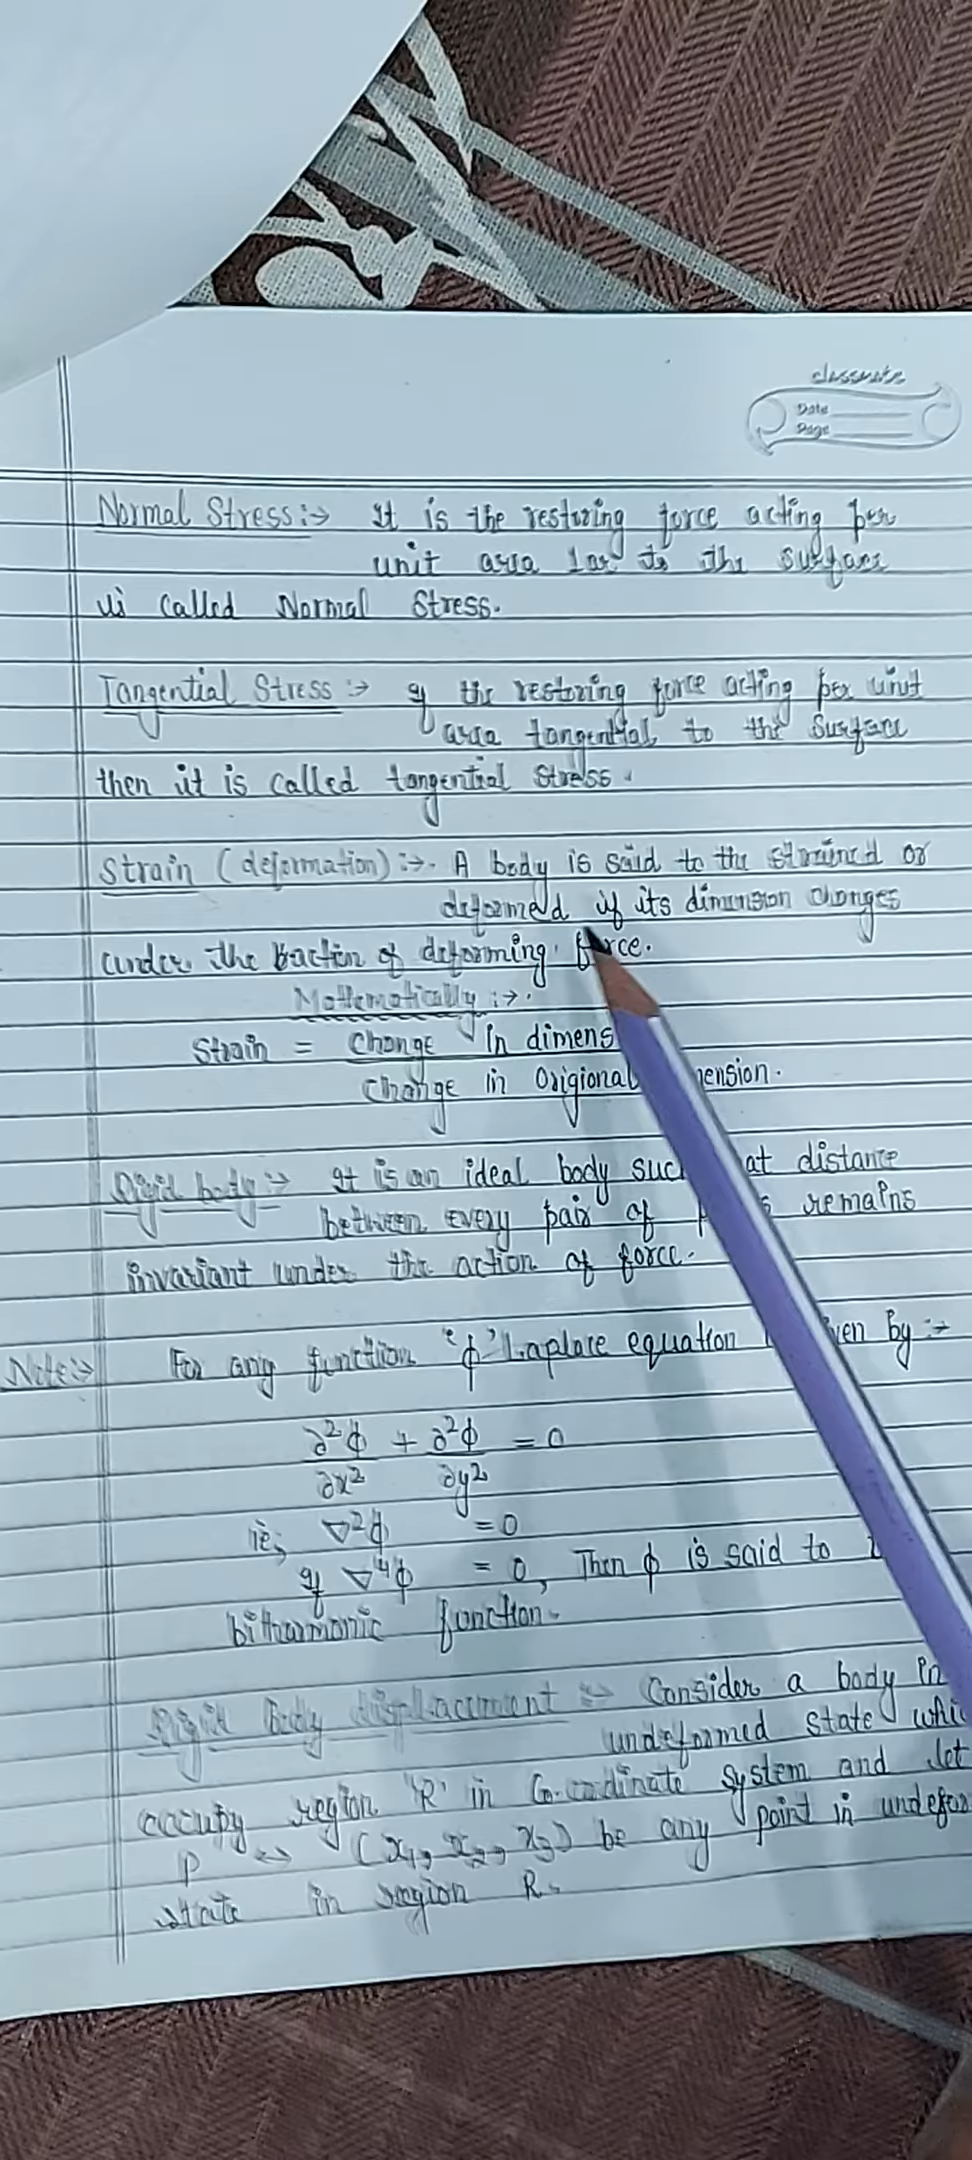 classmate
Date
Page
Normal Stress :→ It is the restoring force acting per
unit area Lar to the surface
is called Normal Stress.
Tangential Stress :→ If the restoring force acting per unit
area tangential to the surface
then it is called tangential stress.
Strain (deformation) :→ A body is said to the strained or
deformed if its dimension changes
under the of deforming force.
Mathematically :→
Strain = Change In dimens
Change in Origional ension.
Rigid body :→ It is an ideal body suc at distance
between every pair of remains
invariant under the action of force.
Note :→ For any function 'ϕ' Laplace equation ven by :→
∂²ϕ/∂x² + ∂²ϕ/∂y² = 0
ie, ∇²ϕ = 0
If ∇⁴ϕ = 0, Then ϕ is said to
biharmonic function.
Rigid Body displacement :→ Consider a body In
undeformed state whi
occupy region 'R' in Co-ordinate system and let
P ↔ (x₁, x₂, x₃) be any point in undefor
state in region R.